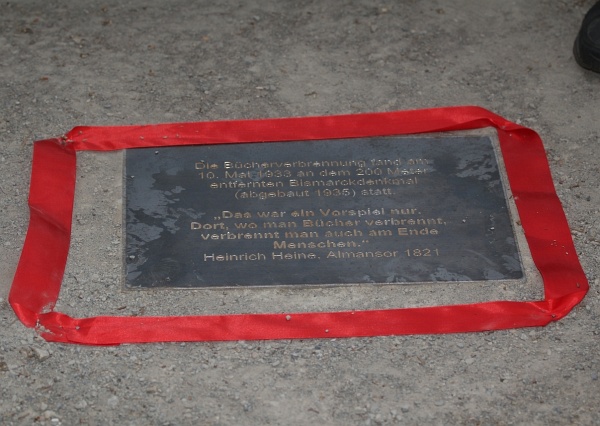 Die Bücherverbrennung fand am
10. Mai 1933 an dem 200 Meter
entfernten Bismarckdenkmal
(abgebaut 1935) statt.
„Das war ein Vorspiel nur.
Dort, wo man Bücher verbrennt,
verbrennt man auch am Ende
Menschen.“
Heinrich Heine, Almansor 1821